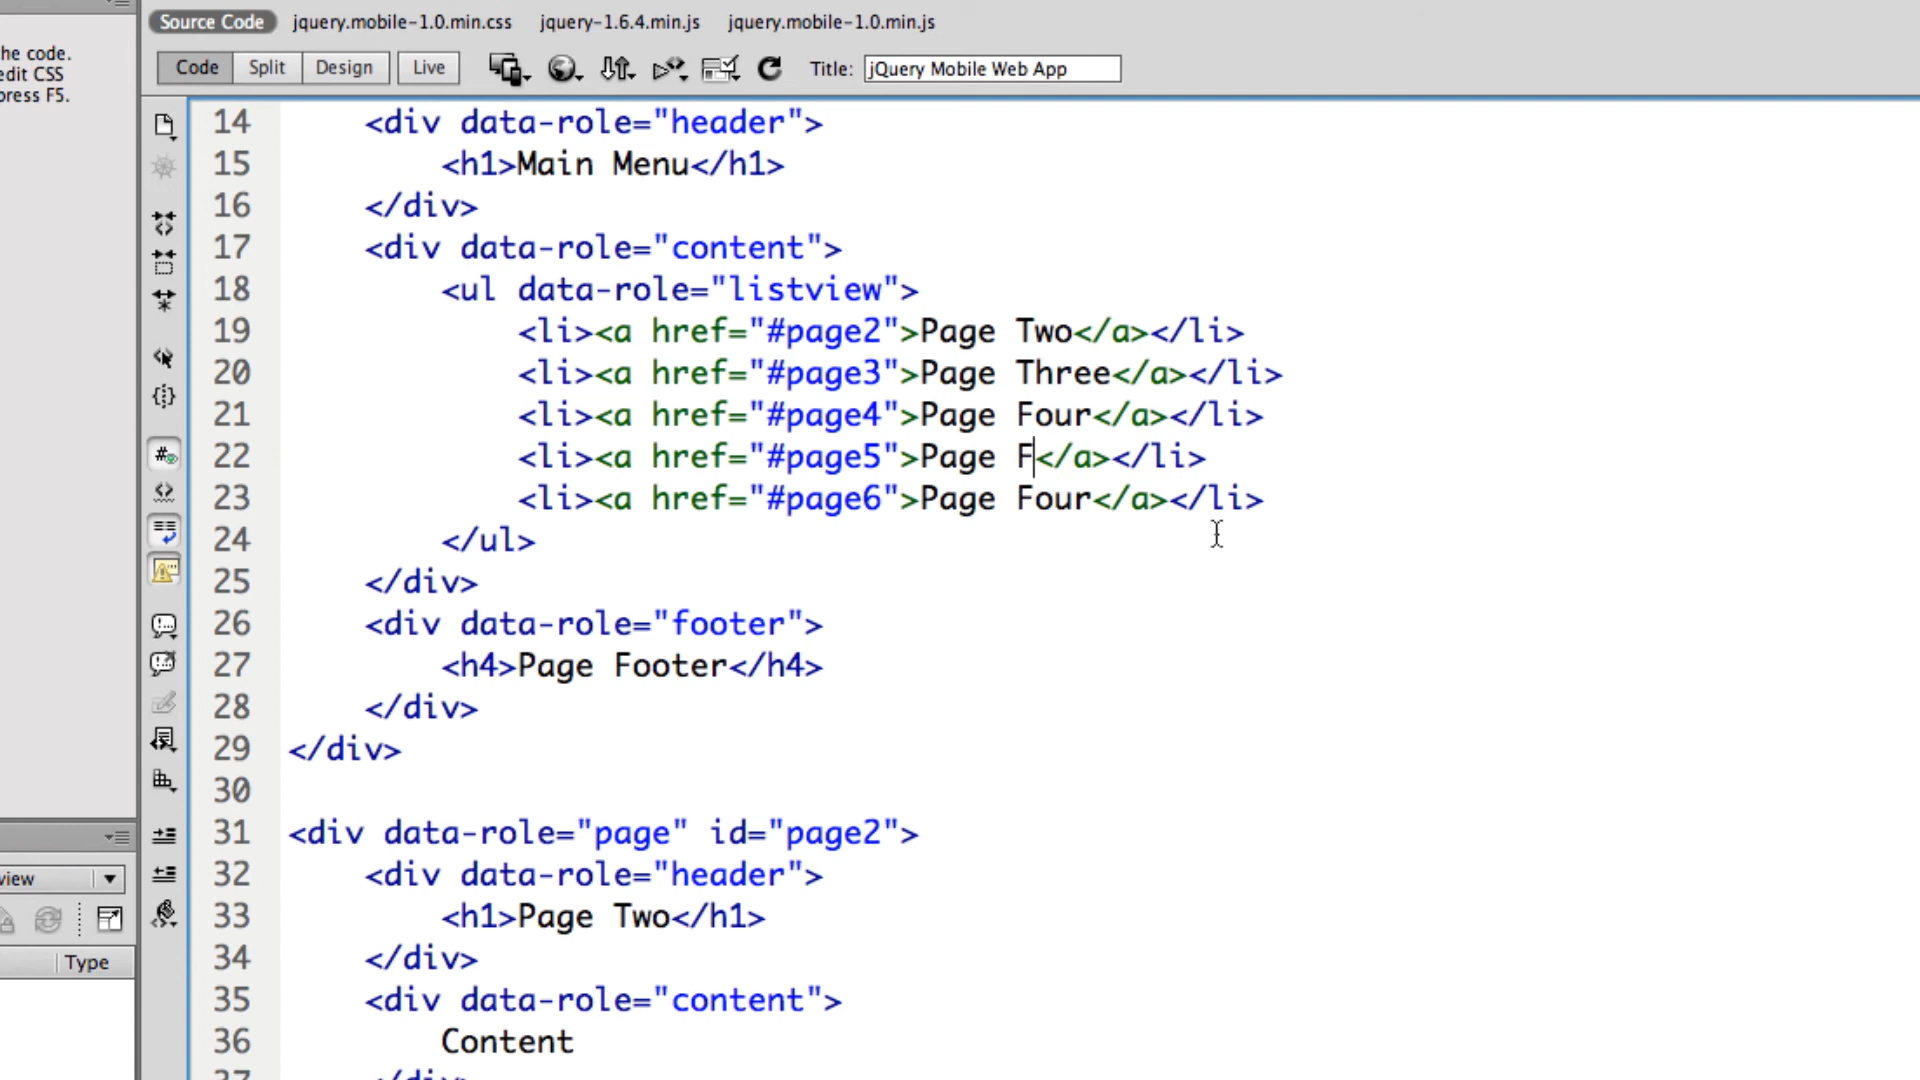 he code.
edit CSS
press F5.
Source Code jquery.mobile-1.0.min.css jquery-1.6.4.min.js jquery.mobile-1.0.min.js
Code Split Design Live Title: jQuery Mobile Web App
14 <div data-role="header">
15 <h1>Main Menu</h1>
16 </div>
17 <div data-role="content">
18 <ul data-role="listview">
19 <li><a href="#page2">Page Two</a></li>
20 <li><a href="#page3">Page Three</a></li>
21 <li><a href="#page4">Page Four</a></li>
22 <li><a href="#page5">Page F</a></li>
23 <li><a href="#page6">Page Four</a></li>
24 </ul>
25 </div>
26 <div data-role="footer">
27 <h4>Page Footer</h4>
28 </div>
29 </div>
30
31 <div data-role="page" id="page2">
32 <div data-role="header">
33 <h1>Page Two</h1>
34 </div>
35 <div data-role="content">
36 Content
37 </div>
view
Type